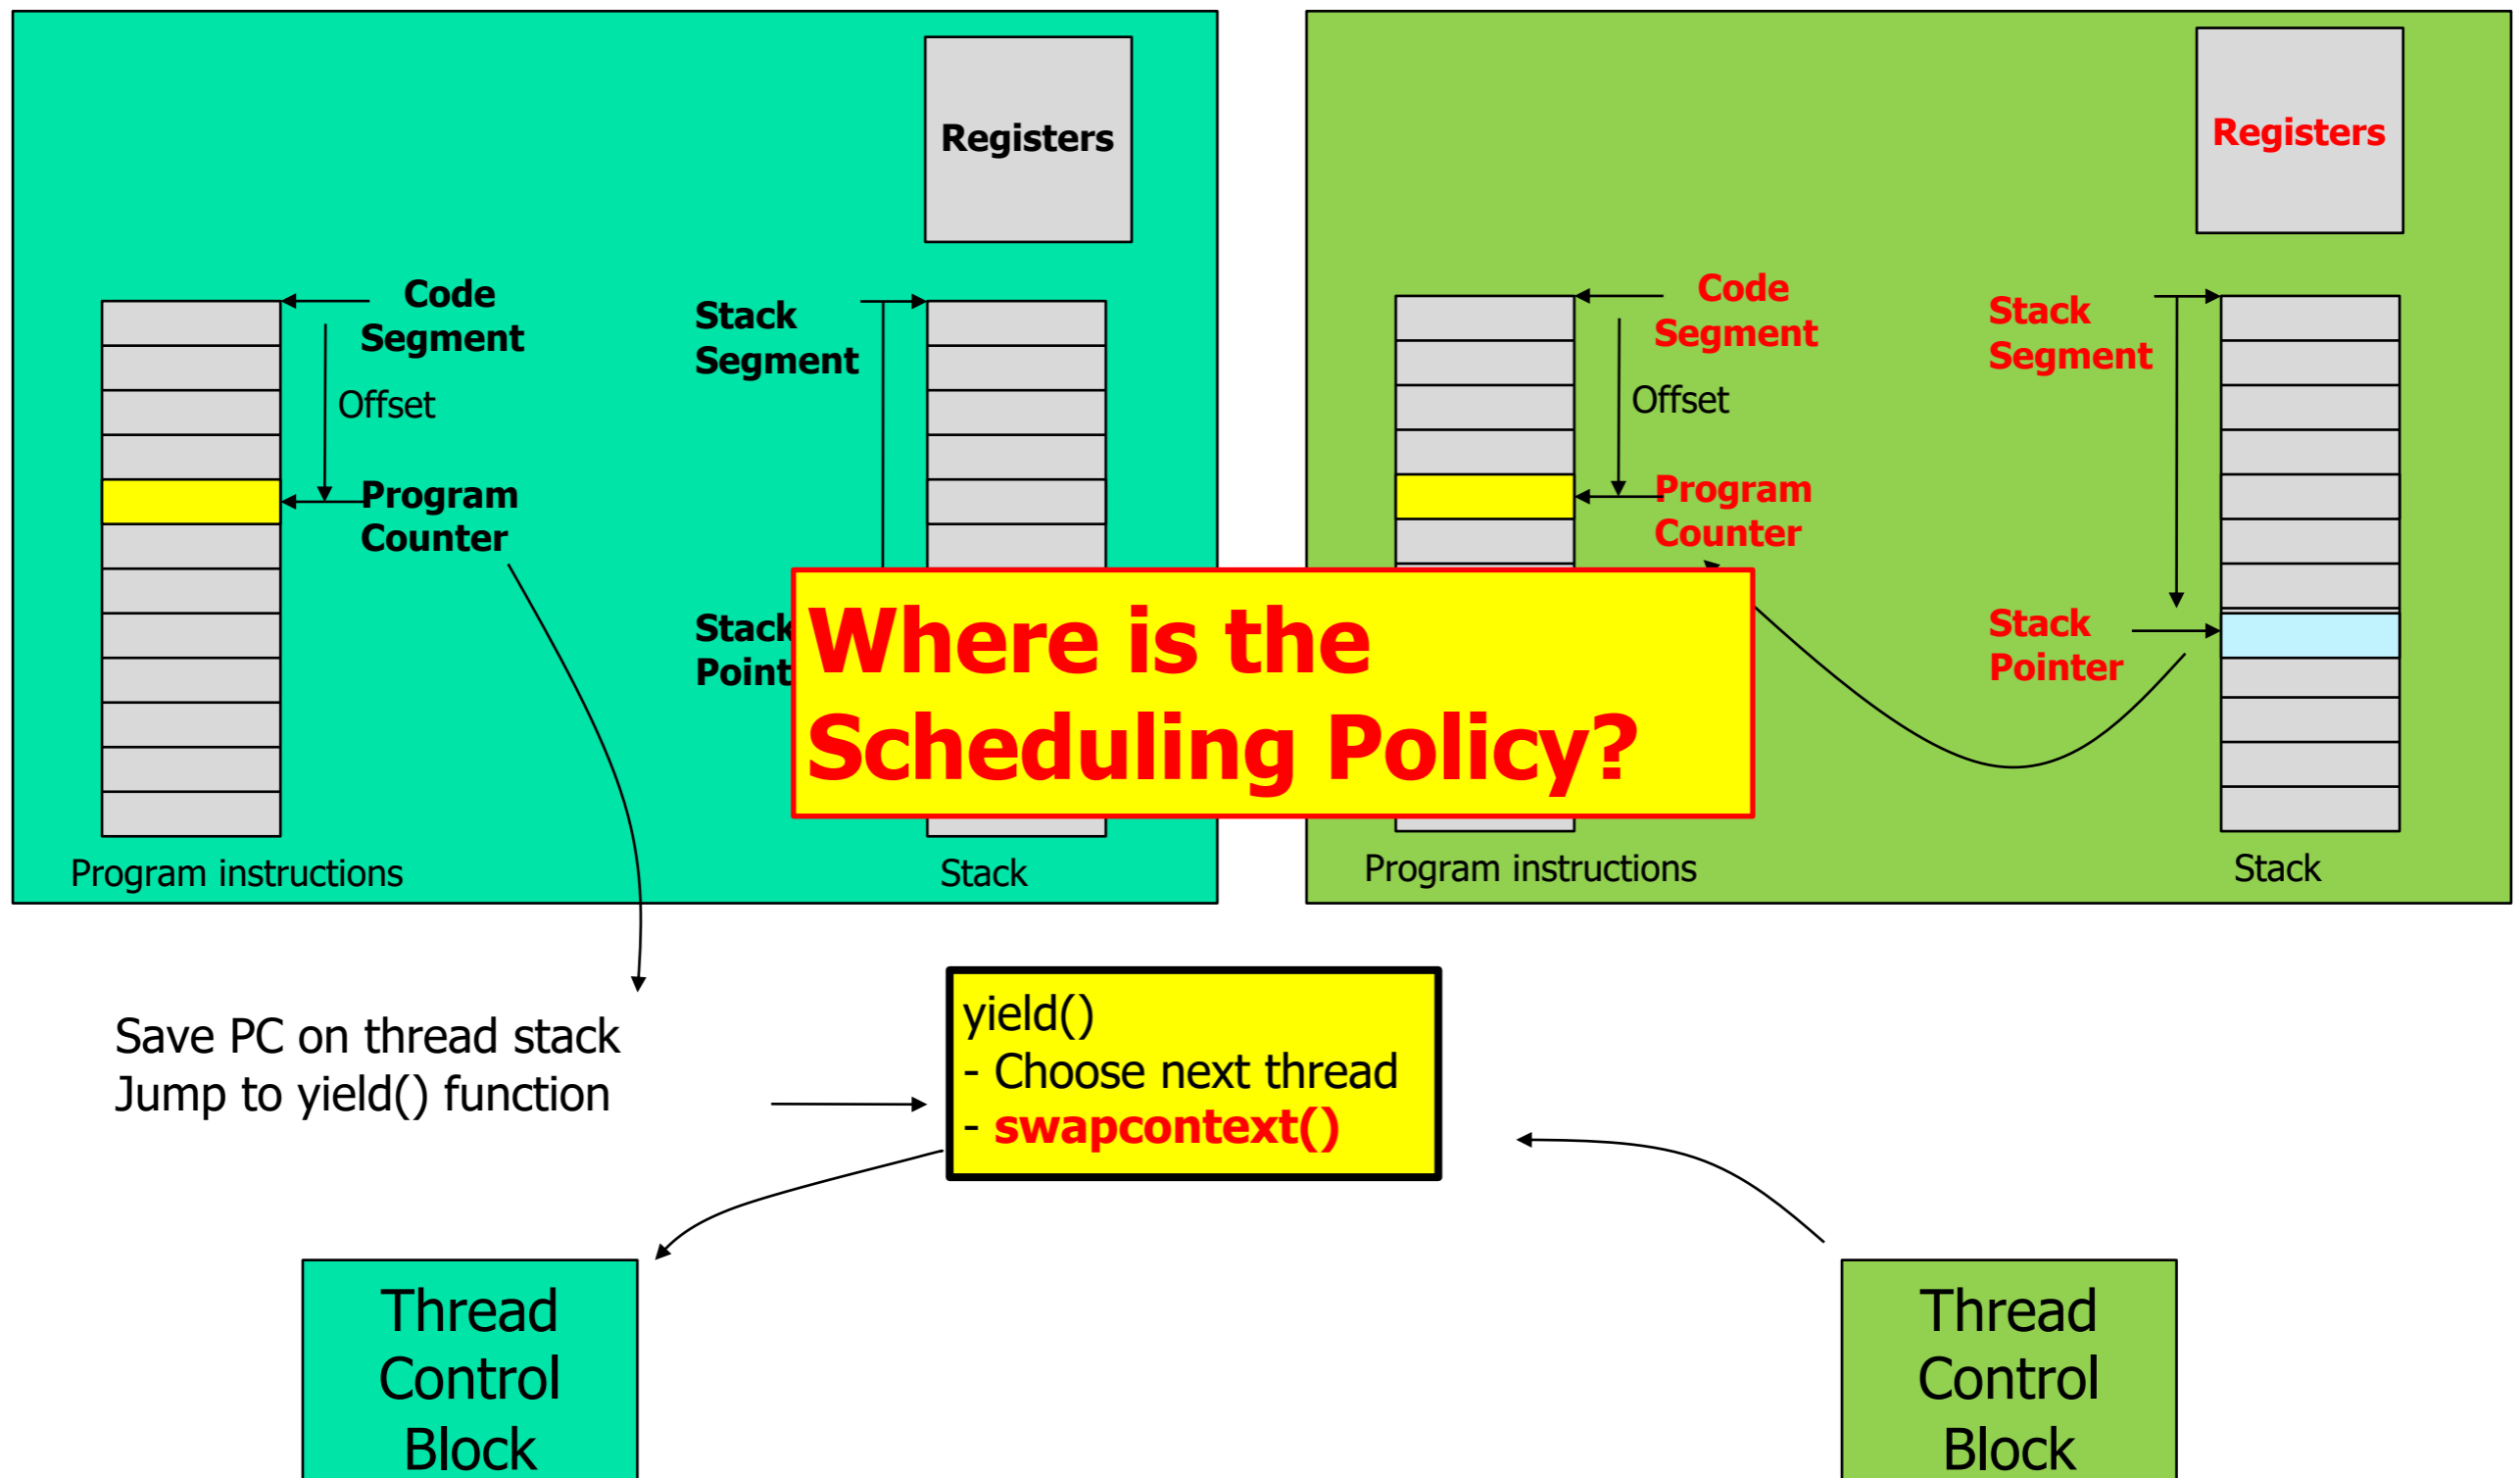 Registers
Code
Segment
Offset
Program
Counter
Stack
Segment
Stack
Point
Program instructions
Stack
Registers
Code
Segment
Offset
Program
Counter
Stack
Segment
Stack
Pointer
Program instructions
Stack
Where is the
Scheduling Policy?
Save PC on thread stack
Jump to yield() function
yield()
- Choose next thread
- swapcontext()
Thread
Control
Block
Thread
Control
Block